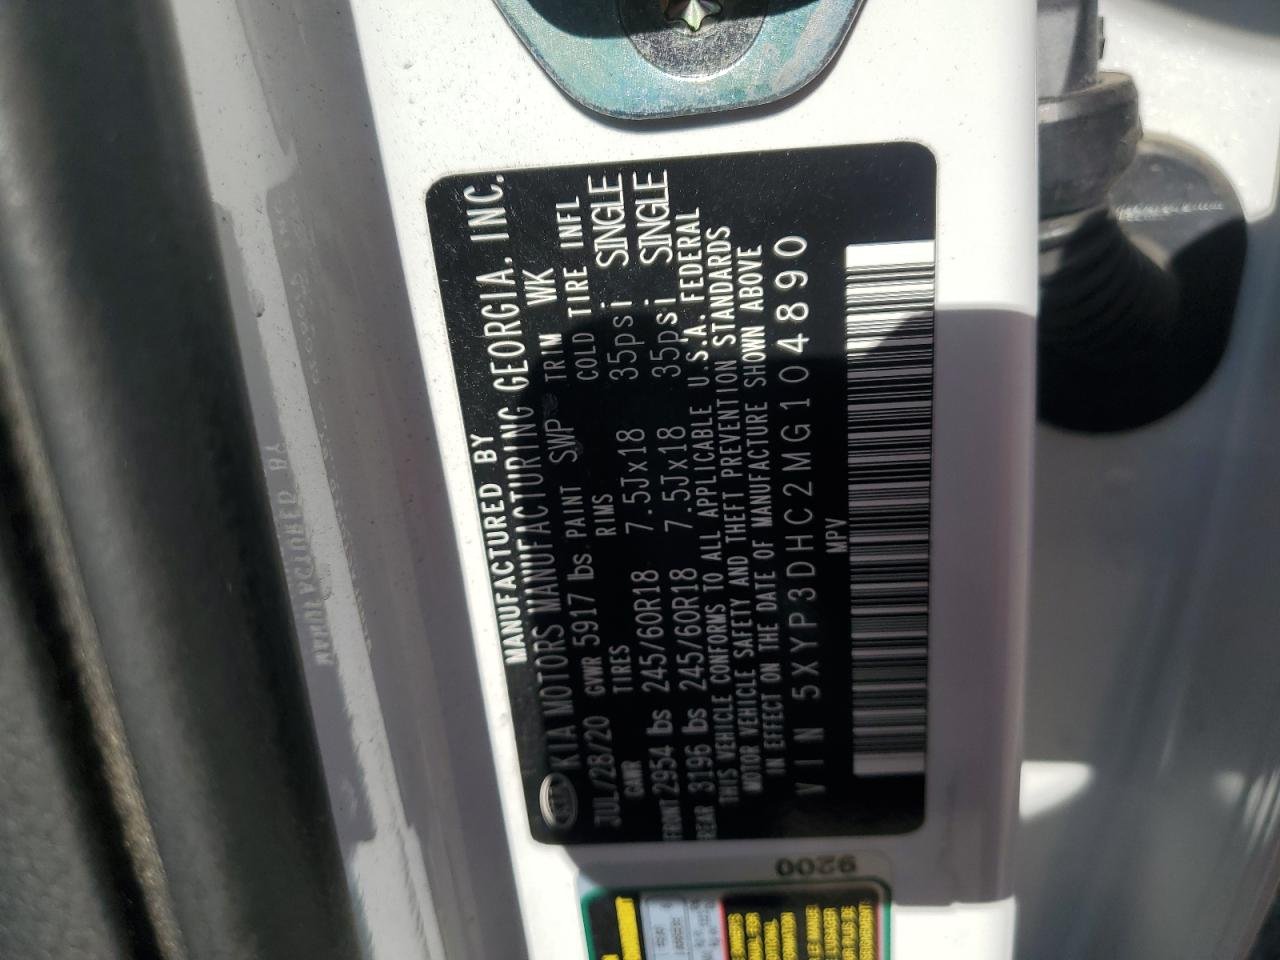 MANUFACTURED BY
KIA MOTORS MANUFACTURING GEORGIA, INC.
JUL/28/20 GVWR 5917 lbs. PAINT SWP TRIM WK
GAWR TIRES RIMS COLD TIRE INFL
FRONT 2954 lbs 245/60R18 7.5Jx18 35psi SINGLE
REAR 3196 lbs 245/60R18 7.5Jx18 35psi SINGLE
THIS VEHICLE CONFORMS TO ALL APPLICABLE U.S.A. FEDERAL
MOTOR VEHICLE SAFETY AND THEFT PREVENTION STANDARDS
IN EFFECT ON THE DATE OF MANUFACTURE SHOWN ABOVE
VIN 5XYP3DHC2MG104890
MPV
9200